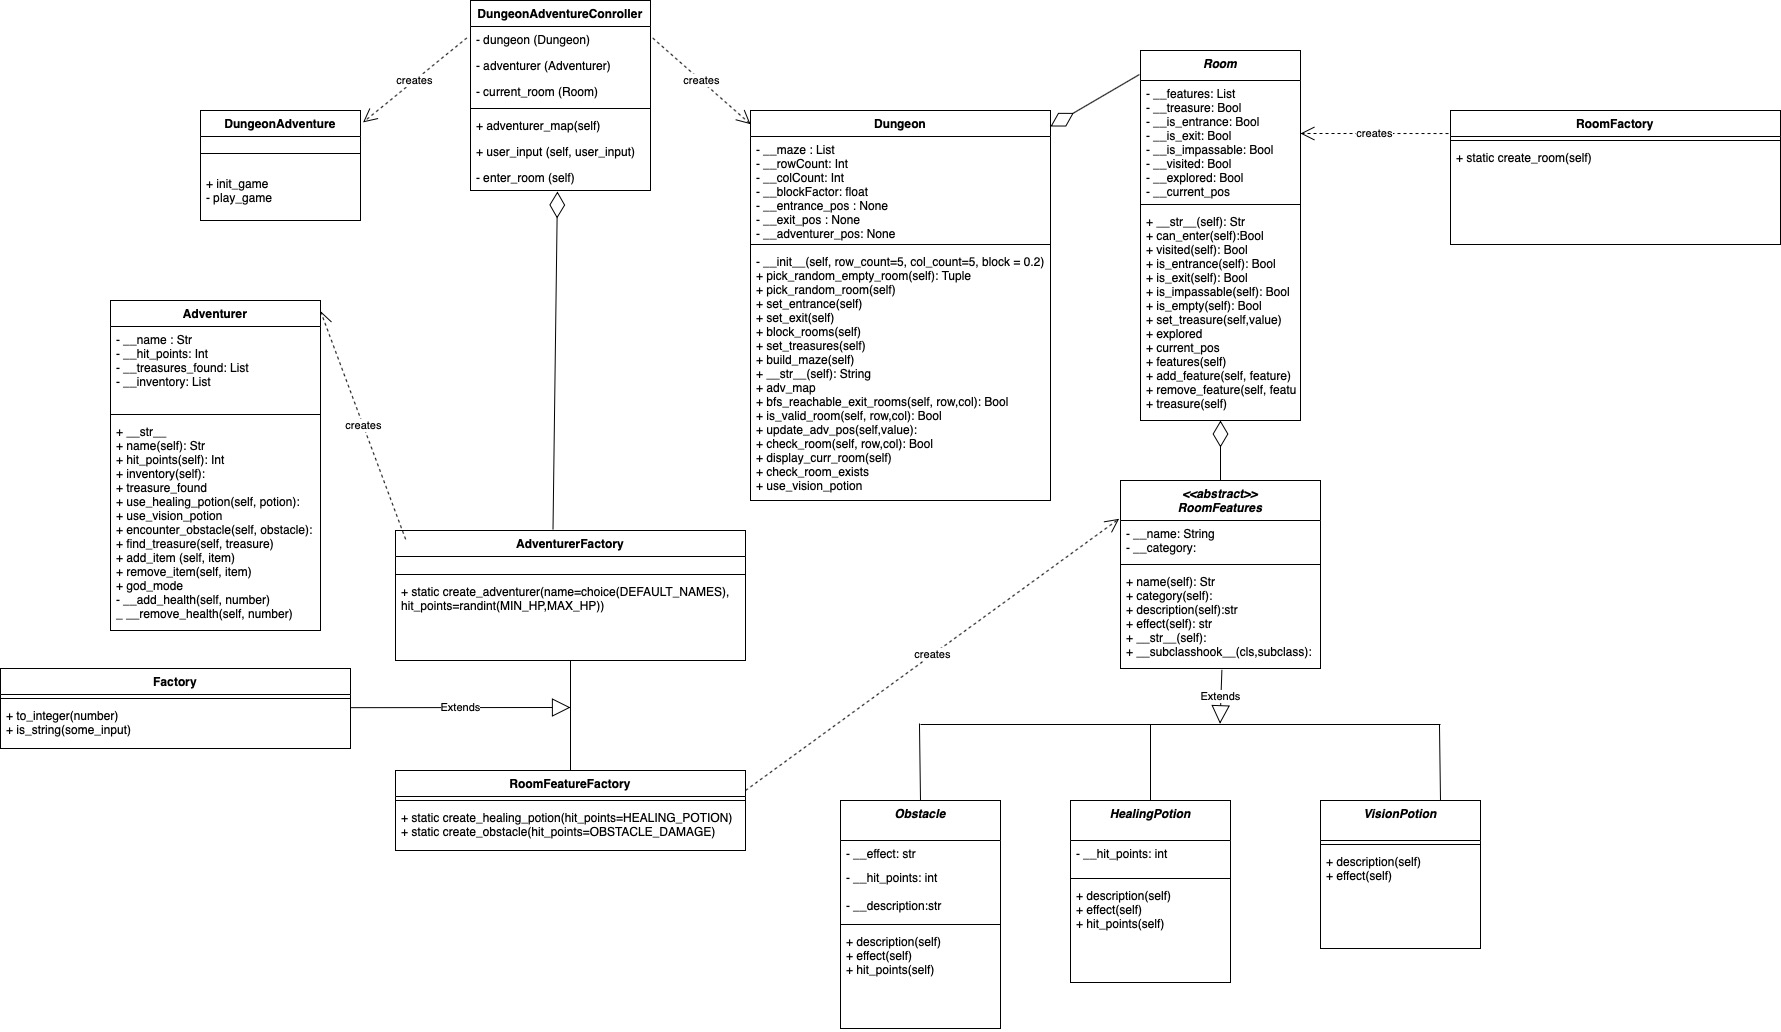 DungeonAdventureConroller
- dungeon (Dungeon)
- adventurer (Adventurer)
- current_room (Room)
+ adventurer_map(self)
+ user_input (self, user_input)
- enter_room (self)
creates
creates
DungeonAdventure
+ init_game
- play_game
Dungeon
- __maze : List
- __rowCount: Int
- __colCount: Int
- __blockFactor: float
- __entrance_pos : None
- __exit_pos : None
- __adventurer_pos: None
- __init__(self, row_count=5, col_count=5, block = 0.2)
+ pick_random_empty_room(self): Tuple
+ pick_random_room(self)
+ set_entrance(self)
+ set_exit(self)
+ block_rooms(self)
+ set_treasures(self)
+ build_maze(self)
+ __str__(self): String
+ adv_map
+ bfs_reachable_exit_rooms(self, row,col): Bool
+ is_valid_room(self, row,col): Bool
+ update_adv_pos(self,value):
+ check_room(self, row,col): Bool
+ display_curr_room(self)
+ check_room_exists
+ use_vision_potion
Room
- __features: List
- __treasure: Bool
- __is_entrance: Bool
- __is_exit: Bool
- __is_impassable: Bool
- __visited: Bool
- __explored: Bool
- __current_pos
+ __str__(self): Str
+ can_enter(self):Bool
+ visited(self): Bool
+ is_entrance(self): Bool
+ is_exit(self): Bool
+ is_impassable(self): Bool
+ is_empty(self): Bool
+ set_treasure(self,value)
+ explored
+ current_pos
+ features(self)
+ add_feature(self, feature)
+ remove_feature(self, featu
+ treasure(self)
creates
RoomFactory
+ static create_room(self)
Adventurer
- __name : Str
- __hit_points: Int
- __treasures_found: List
- __inventory: List
+ __str__
+ name(self): Str
+ hit_points(self): Int
+ inventory(self):
+ treasure_found
+ use_healing_potion(self, potion):
+ use_vision_potion
+ encounter_obstacle(self, obstacle):
+ find_treasure(self, treasure)
+ add_item (self, item)
+ remove_item(self, item)
+ god_mode
- __add_health(self, number)
_ __remove_health(self, number)
creates
AdventurerFactory
+ static create_adventurer(name=choice(DEFAULT_NAMES),
hit_points=randint(MIN_HP,MAX_HP))
<<abstract>>
RoomFeatures
- __name: String
- __category:
+ name(self): Str
+ category(self):
+ description(self):str
+ effect(self): str
+ __str__(self):
+ __subclasshook__(cls,subclass):
creates
Factory
+ to_integer(number)
+ is_string(some_input)
Extends
Extends
RoomFeatureFactory
+ static create_healing_potion(hit_points=HEALING_POTION)
+ static create_obstacle(hit_points=OBSTACLE_DAMAGE)
Obstacle
- __effect: str
- __hit_points: int
- __description:str
+ description(self)
+ effect(self)
+ hit_points(self)
HealingPotion
- __hit_points: int
+ description(self)
+ effect(self)
+ hit_points(self)
VisionPotion
+ description(self)
+ effect(self)